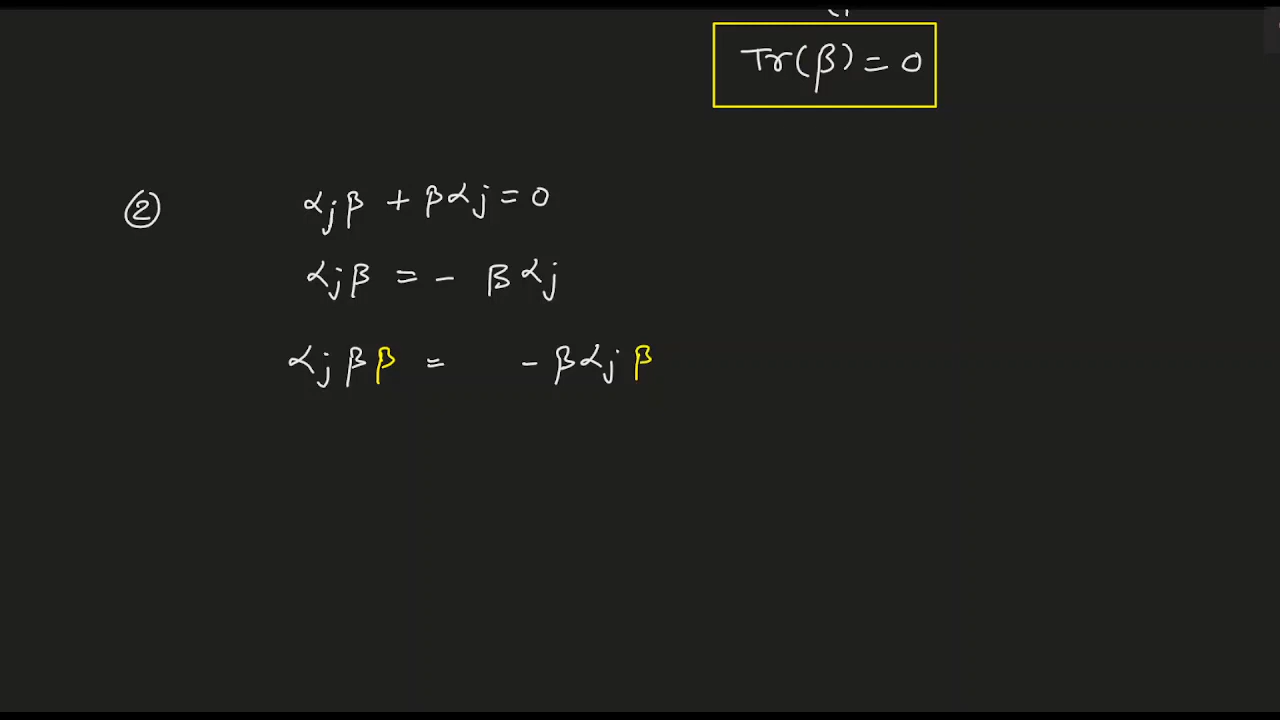 Tr(β) = 0
② αjβ + βαj = 0
αjβ = - βαj
αjββ = - βαjβ